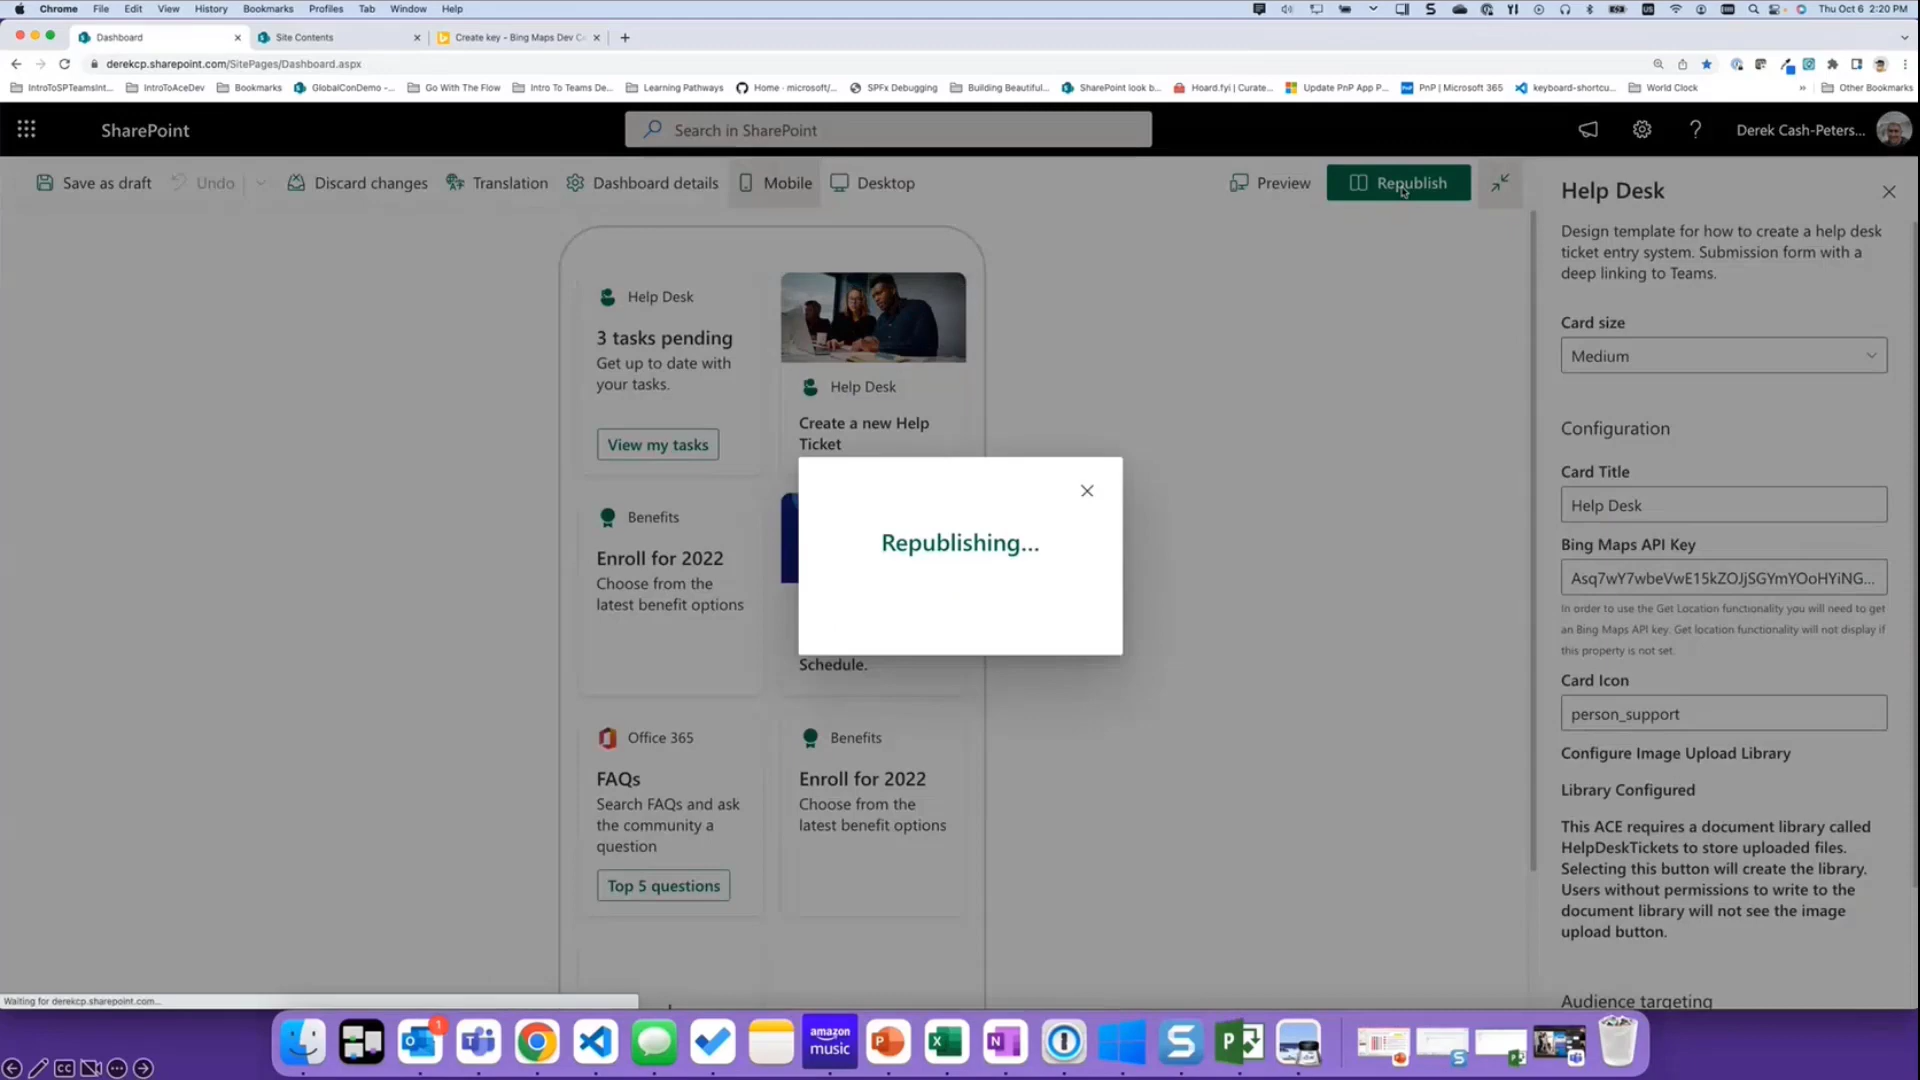 Chrome File Edit View History Bookmarks Profiles Tab Window Help
Thu Oct 6 2:20 PM
Dashboard
Site Contents
Create key - Bing Maps Dev C
derekcp.sharepoint.com/SitePages/Dashboard.aspx
IntroToSPTeamsInt... IntroToAceDev Bookmarks GlobalConDemo -... Go With The Flow Intro To Teams De... Learning Pathways Home · microsoft/... SPFx Debugging Building Beautiful... SharePoint look b... Hoard.fyi | Curate... Update PnP App P... PnP | Microsoft 365 keyboard-shortcu... World Clock » Other Bookmarks
SharePoint
Search in SharePoint
Derek Cash-Peters...
Save as draft
Undo
Discard changes
Translation
Dashboard details
Mobile
Desktop
Preview
Republish
Help Desk
3 tasks pending
Get up to date with
your tasks.
View my tasks
Help Desk
Create a new Help
Ticket
Benefits
Enroll for 2022
Choose from the
latest benefit options
Schedule.
Republishing...
Office 365
FAQs
Search FAQs and ask
the community a
question
Top 5 questions
Benefits
Enroll for 2022
Choose from the
latest benefit options
Help Desk
Design template for how to create a help desk
ticket entry system. Submission form with a
deep linking to Teams.
Card size
Medium
Configuration
Card Title
Help Desk
Bing Maps API Key
Asq7wY7wbeVwE15kZOJjSGYmYOoHYiNG...
In order to use the Get Location functionality you will need to get
an Bing Maps API key. Get location functionality will not display if
this property is not set.
Card Icon
person_support
Configure Image Upload Library
Library Configured
This ACE requires a document library called
HelpDeskTickets to store uploaded files.
Selecting this button will create the library.
Users without permissions to write to the
document library will not see the image
upload button.
Audience targeting
Waiting for derekcp.sharepoint.com...
1
amazon
music
CC